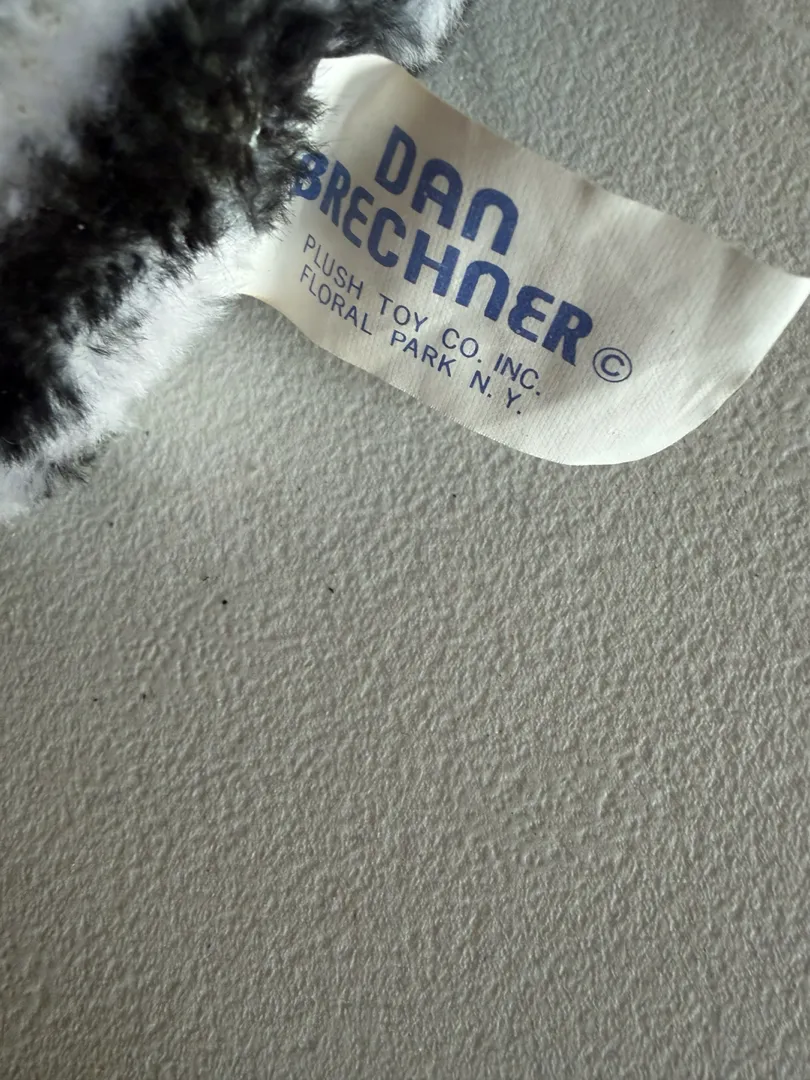 DAN
BRECHNER ©
PLUSH TOY CO. INC.
FLORAL PARK N.Y.